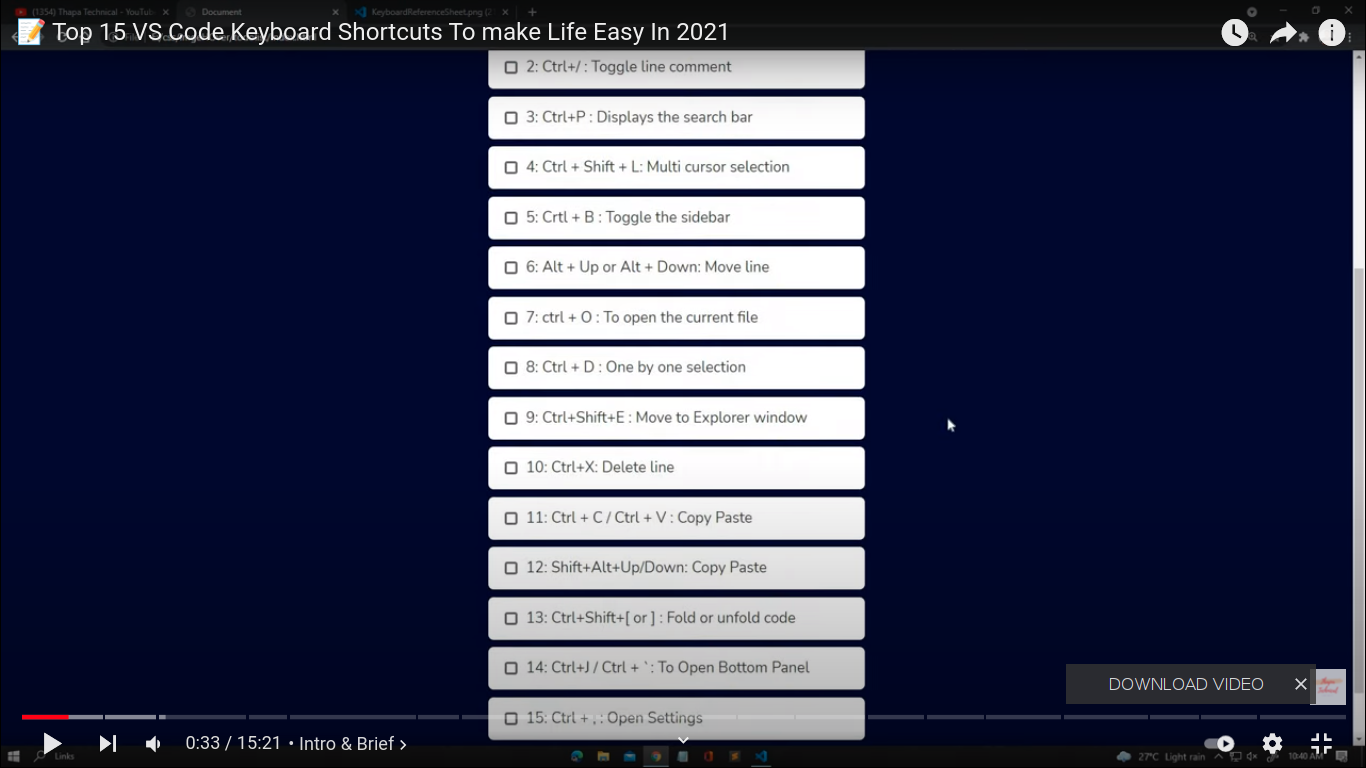 (1354) Thapa Technical - YouTub
Document
KeyboardReferenceSheet.png (2
📝 Top 15 VS Code Keyboard Shortcuts To make Life Easy In 2021
2: Ctrl+/ : Toggle line comment
3: Ctrl+P : Displays the search bar
4: Ctrl + Shift + L: Multi cursor selection
5: Crtl + B : Toggle the sidebar
6: Alt + Up or Alt + Down: Move line
7: ctrl + O : To open the current file
8: Ctrl + D : One by one selection
9: Ctrl+Shift+E : Move to Explorer window
10: Ctrl+X: Delete line
11: Ctrl + C / Ctrl + V : Copy Paste
12: Shift+Alt+Up/Down: Copy Paste
13: Ctrl+Shift+[ or ] : Fold or unfold code
14: Ctrl+J / Ctrl + ` : To Open Bottom Panel
DOWNLOAD VIDEO
15: Ctrl + , : Open Settings
0:33 / 15:21 • Intro & Brief
Links
27°C Light rain
10:40 AM